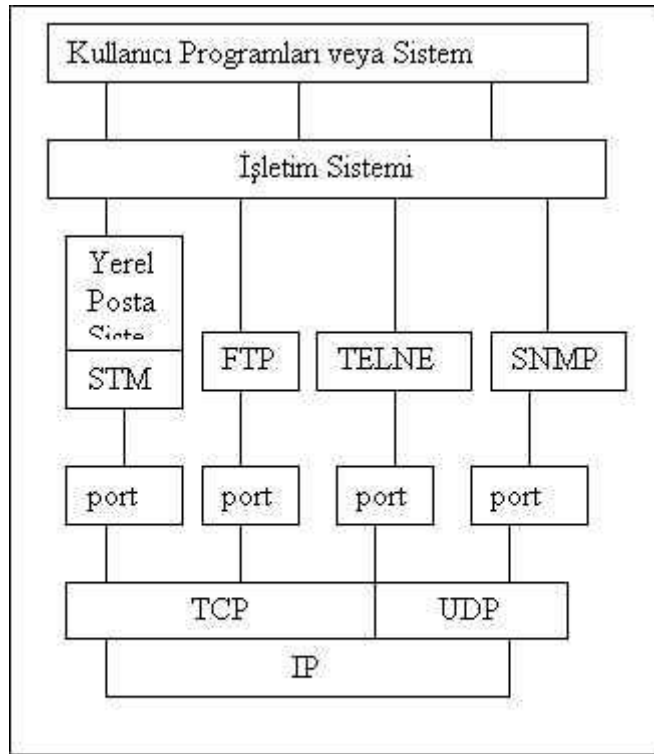 Kullanıcı Programları veya Sistem
İşletim Sistemi
Yerel
Posta
STM
FTP
TELNE
SNMP
port
port
port
port
TCP
UDP
IP